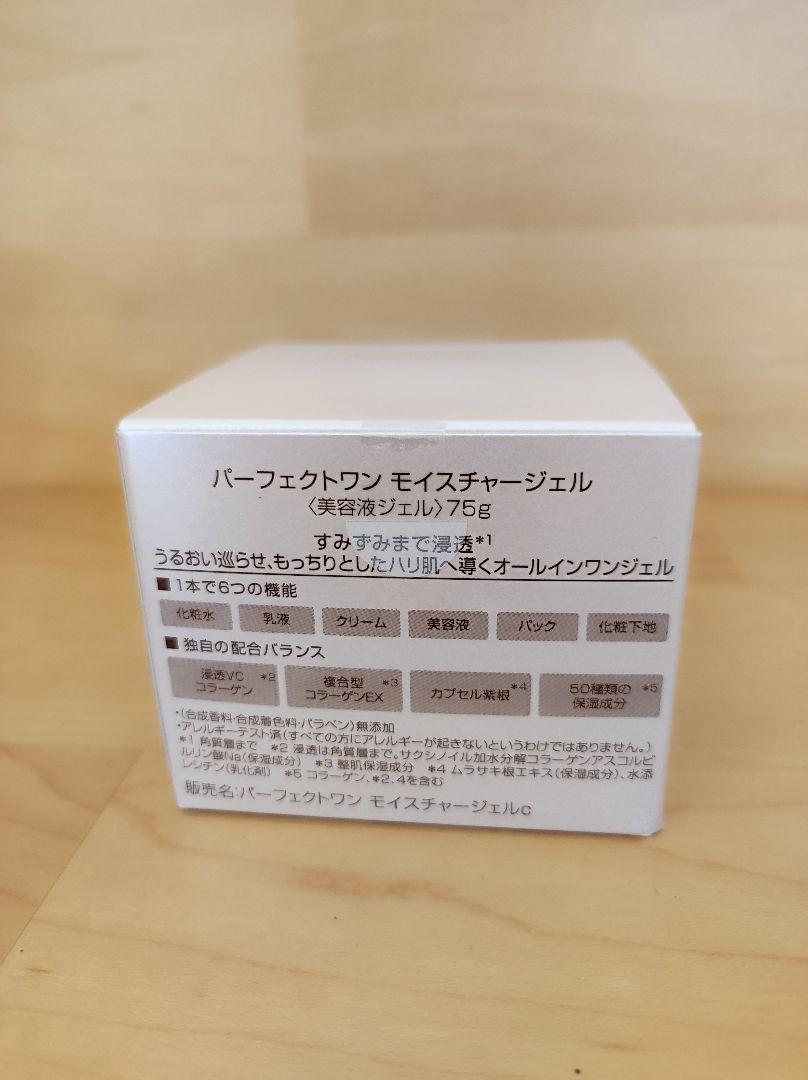 パーフェクトワン モイスチャージェル
〈美容液ジェル〉75g
すみずみまで浸透*1
うるおい巡らせ、もっちりとしたハリ肌へ導くオールインワンジェル
■1本で6つの機能
化粧水 乳液 クリーム 美容液 パック 化粧下地
■独自の配合バランス
浸透VC *2 複合型 *3 カプセル紫根*4 50種類の *5
コラーゲン コラーゲンEX 保湿成分
・〈合成香料・合成着色料・パラベン〉無添加
・アレルギーテスト済(すべての方にアレルギーが起きないというわけではありません。)
*1 角質層まで *2 浸透は角質層まで。サクシノイル加水分解コラーゲンアスコルビ
ルリン酸Na(保湿成分) *3 整肌保湿成分 *4 ムラサキ根エキス(保湿成分)、水添
レシチン(乳化剤) *5 コラーゲン、*2、4を含む
販売名:パーフェクトワン モイスチャージェルc